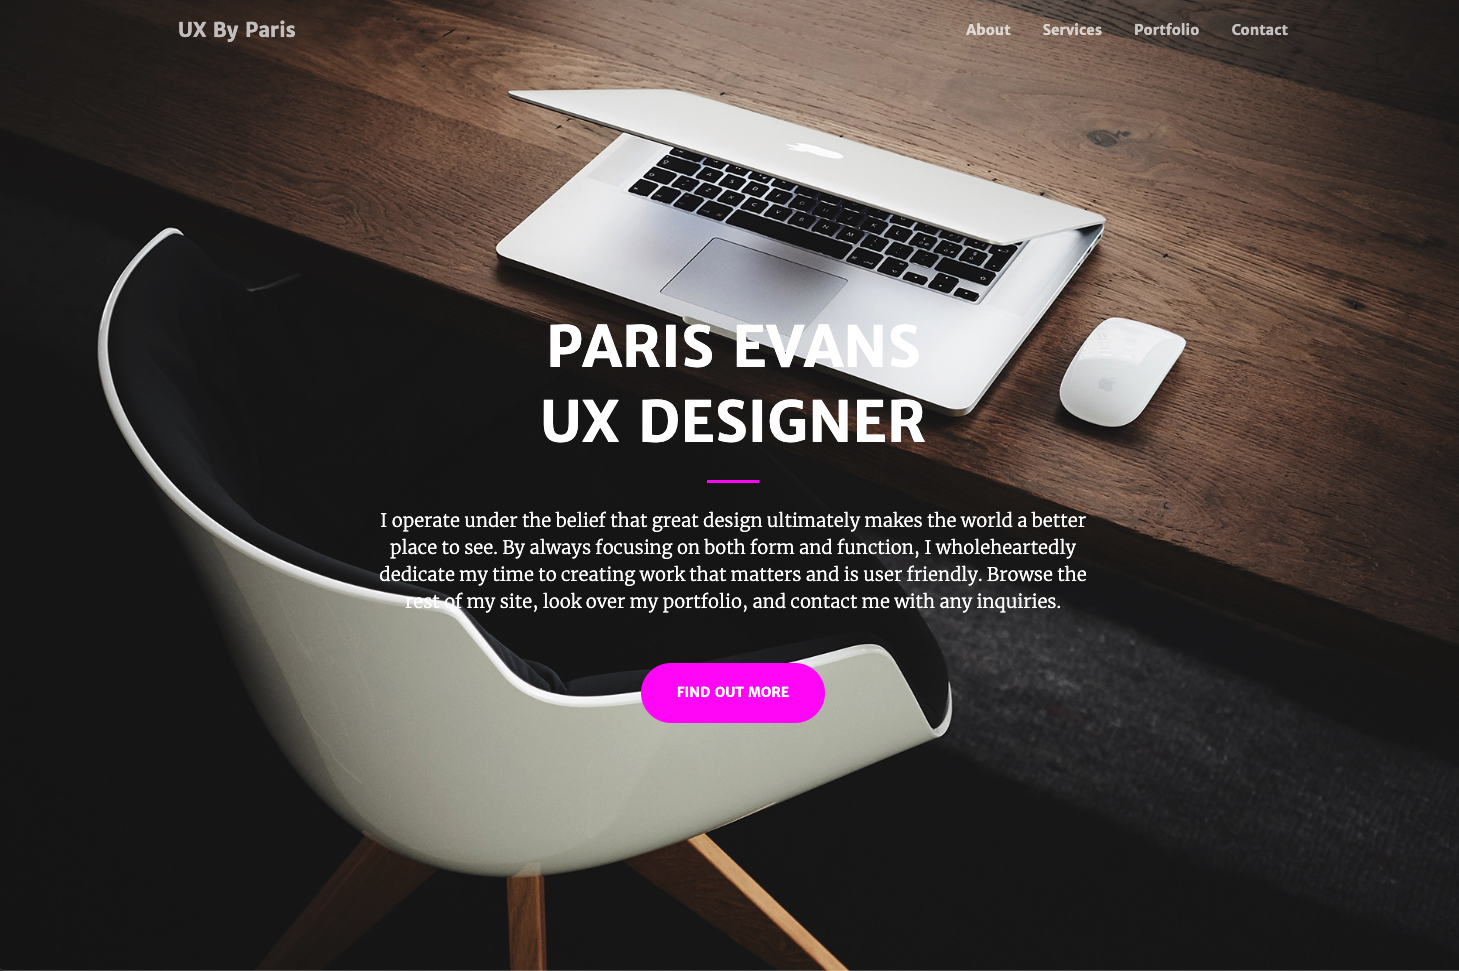 UX By Paris
About
Services
Portfolio
Contact
PARIS EVANS
UX DESIGNER
I operate under the belief that great design ultimately makes the world a better
place to see. By always focusing on both form and function, I wholeheartedly
dedicate my time to creating work that matters and is user friendly. Browse the
rest of my site, look over my portfolio, and contact me with any inquiries.
FIND OUT MORE